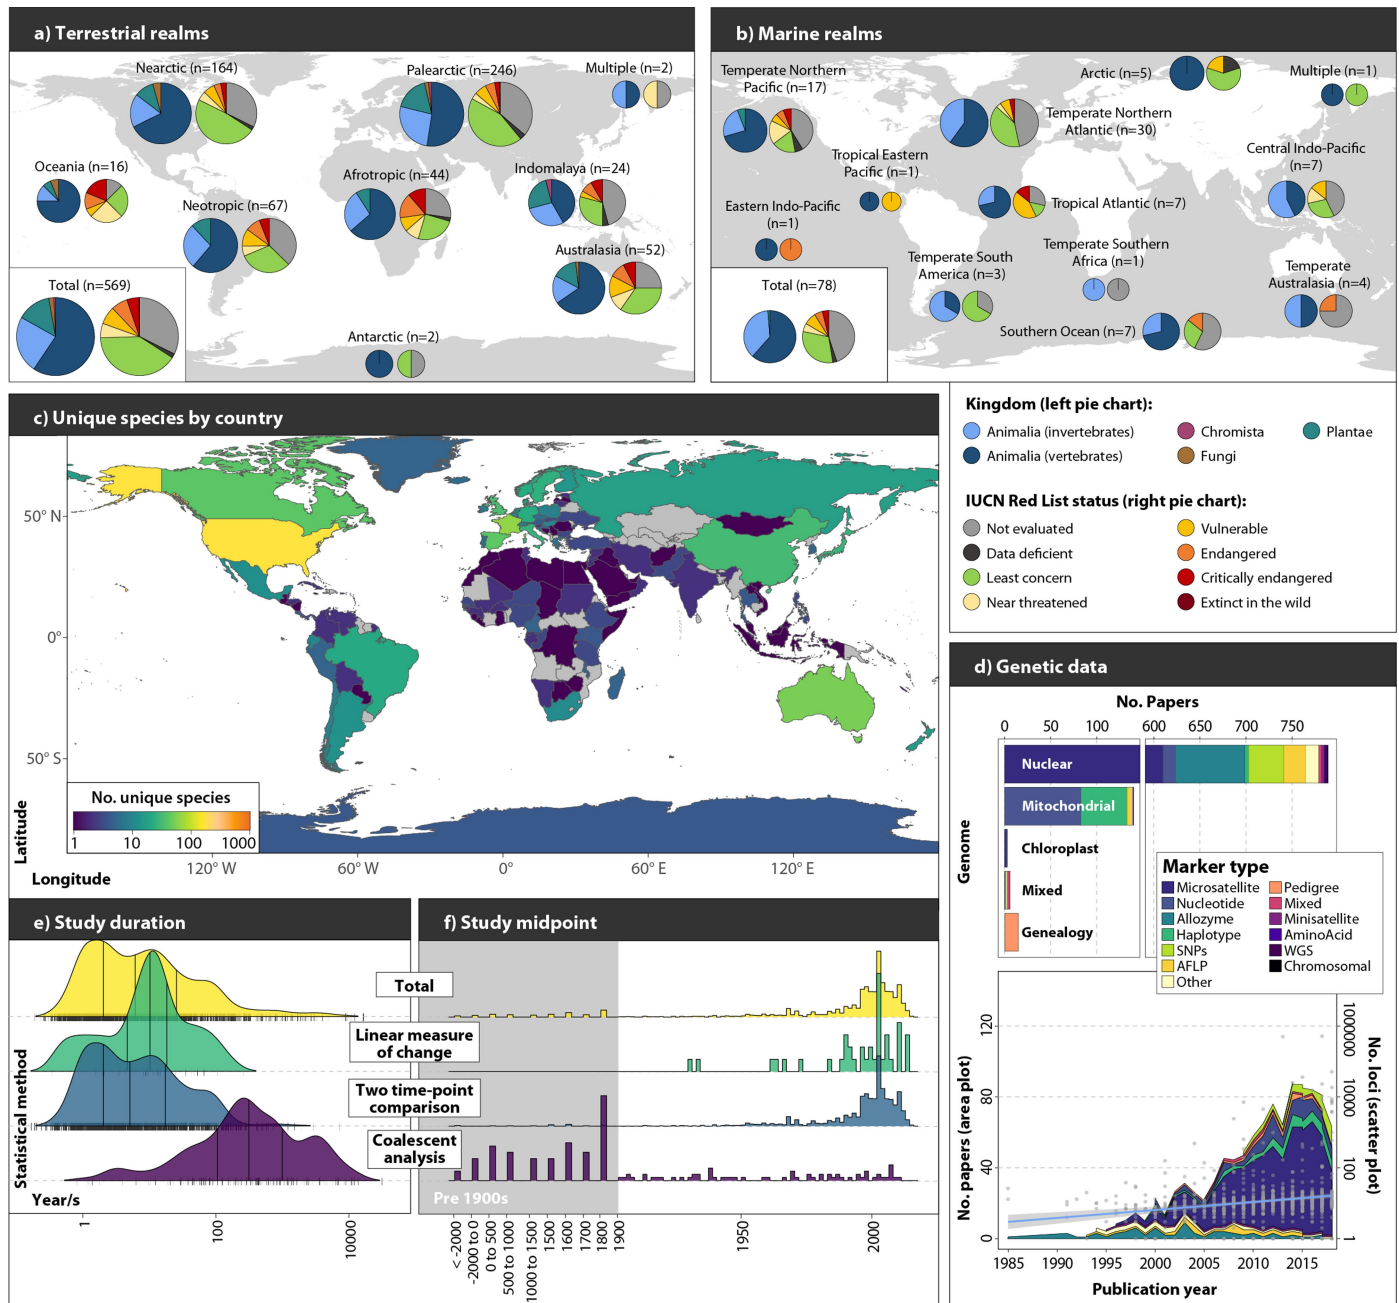 a) Terrestrial realms
Nearctic (n=164)
Palearctic (n=246)
Multiple (n=2)
Oceania (n=16)
Afrotropic (n=44)
Indomalaya (n=24)
Neotropic (n=67)
Australasia (n=52)
Total (n=569)
Antarctic (n=2)
b) Marine realms
Temperate Northern
Pacific (n=17)
Arctic (n=5)
Multiple (n=1)
Temperate Northern
Atlantic (n=30)
Tropical Eastern
Pacific (n=1)
Central Indo-Pacific
(n=7)
Eastern Indo-Pacific
(n=1)
Tropical Atlantic (n=7)
Temperate South
America (n=3)
Temperate Southern
Africa (n=1)
Temperate
Australasia (n=4)
Total (n=78)
Southern Ocean (n=7)
c) Unique species by country
50° N
0°
50° S
No. unique species
1 10 100 1000
Latitude
Longitude
120° W 60° W 0° 60° E 120° E
Kingdom (left pie chart):
Animalia (invertebrates)
Chromista
Plantae
Animalia (vertebrates)
Fungi
IUCN Red List status (right pie chart):
Not evaluated
Vulnerable
Data deficient
Endangered
Least concern
Critically endangered
Near threatened
Extinct in the wild
d) Genetic data
No. Papers
0 50 100 600 650 700 750
Genome
Nuclear
Mitochondrial
Chloroplast
Mixed
Genealogy
Marker type
Microsatellite
Pedigree
Nucleotide
Mixed
Allozyme
Minisatellite
Haplotype
AminoAcid
SNPs
WGS
AFLP
Chromosomal
Other
No. papers (area plot)
120
80
40
0
No. loci (scatter plot)
1000000
10000
100
1
1985 1990 1995 2000 2005 2010 2015
Publication year
e) Study duration
Statistical method
Year/s
1 100 10000
f) Study midpoint
Total
Linear measure
of change
Two time-point
comparison
Coalescent
analysis
Pre 1900s
< -2000
-2000 to 0
0 to 500
500 to 1000
1000 to 1500
1500
1600
1700
1800
1900
1950
2000